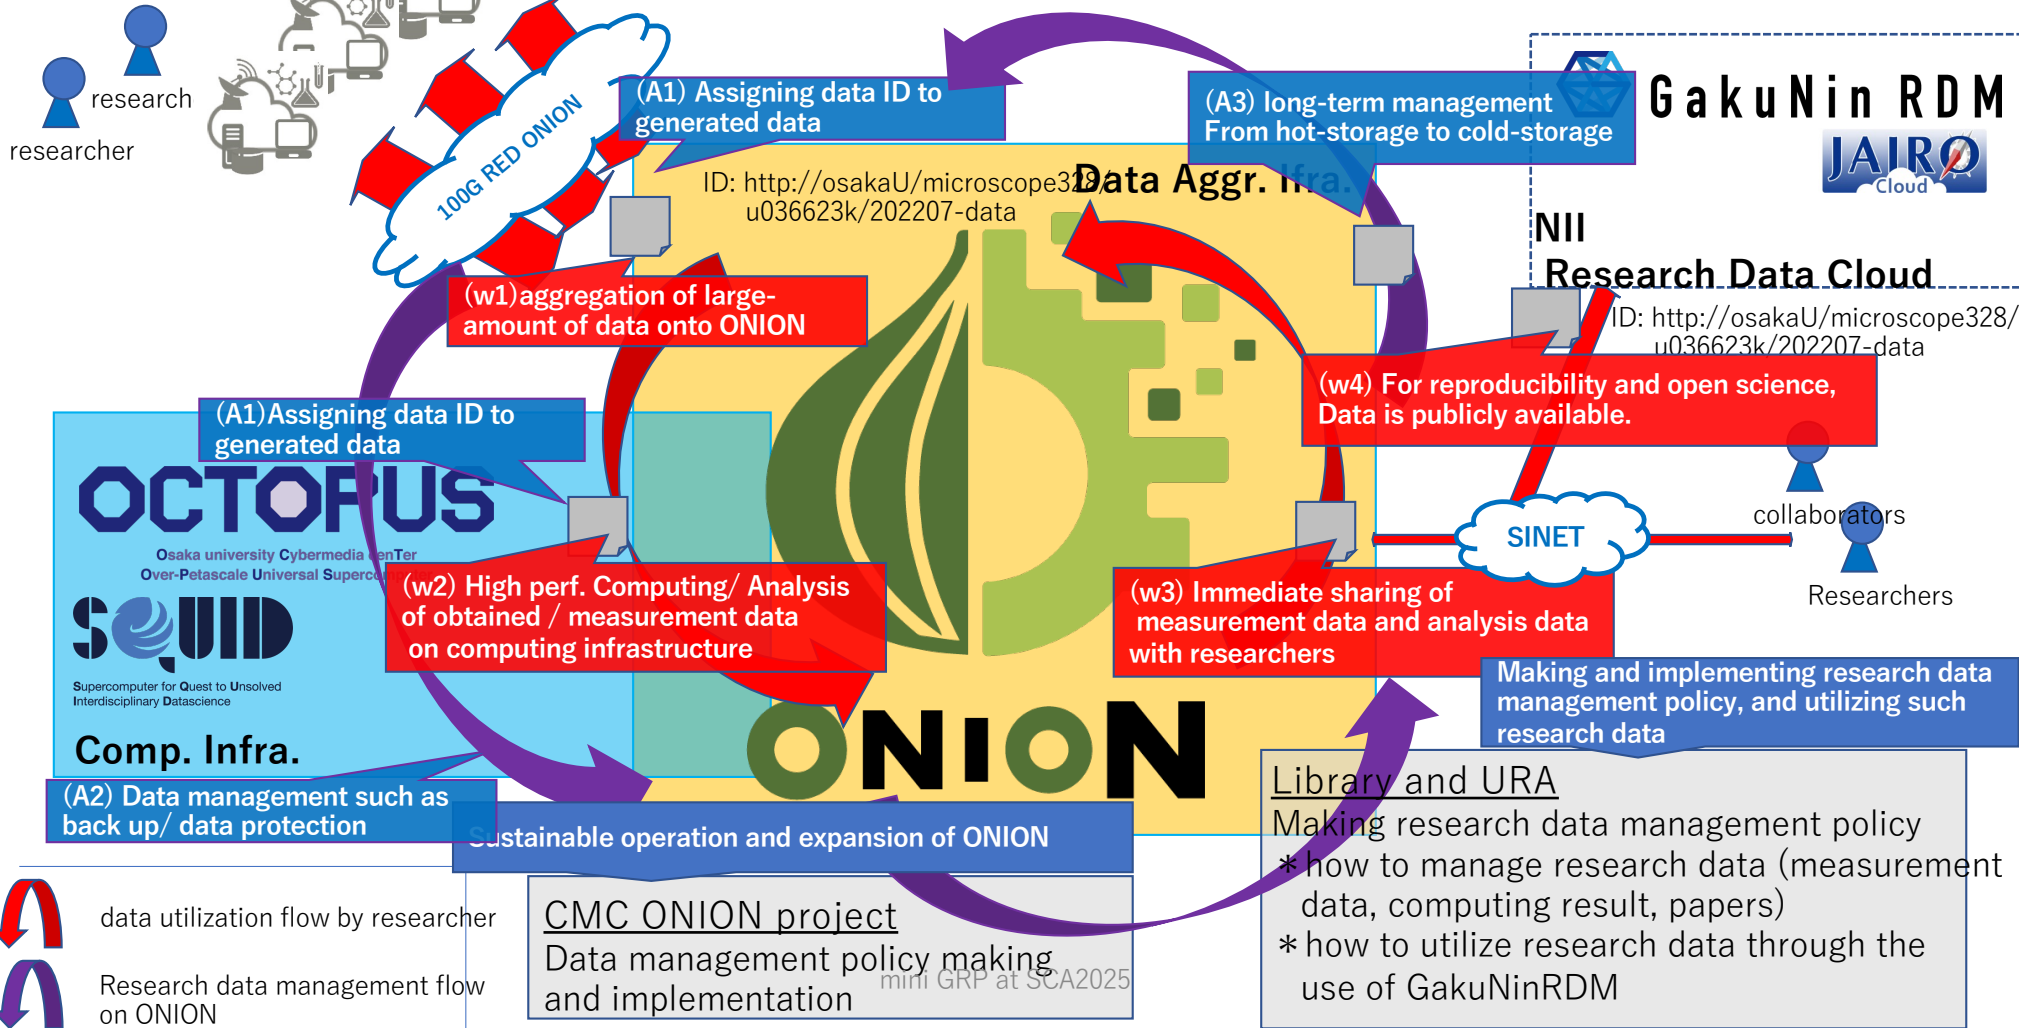 research
researcher
100G RED ONION
(A1) Assigning data ID to
generated data
(A3) long-term management
From hot-storage to cold-storage
GakuNin RDM
JAIRO
Cloud
ID: http://osakaU/microscope328/
u036623k/202207-data
Data Aggr. Ifra.
NII
Research Data Cloud
ID: http://osakaU/microscope328/
u036623k/202207-data
(w1)aggregation of large-
amount of data onto ONION
(w4) For reproducibility and open science,
Data is publicly available.
(A1)Assigning data ID to
generated data
OCTOPUS
Osaka university Cybermedia cenTer
Over-Petascale Universal Supercomputer
SQUID
Supercomputer for Quest to Unsolved
Interdisciplinary Datascience
Comp. Infra.
(w2) High perf. Computing/ Analysis
of obtained / measurement data
on computing infrastructure
SINET
collaborators
Researchers
(w3) Immediate sharing of
measurement data and analysis data
with researchers
ONION
Making and implementing research data
management policy, and utilizing such
research data
(A2) Data management such as
back up/ data protection
Sustainable operation and expansion of ONION
Library and URA
Making research data management policy
*how to manage research data (measurement
data, computing result, papers)
*how to utilize research data through the
use of GakuNinRDM
CMC ONION project
Data management policy making
and implementation
mini GRP at SCA2025
data utilization flow by researcher
Research data management flow
on ONION